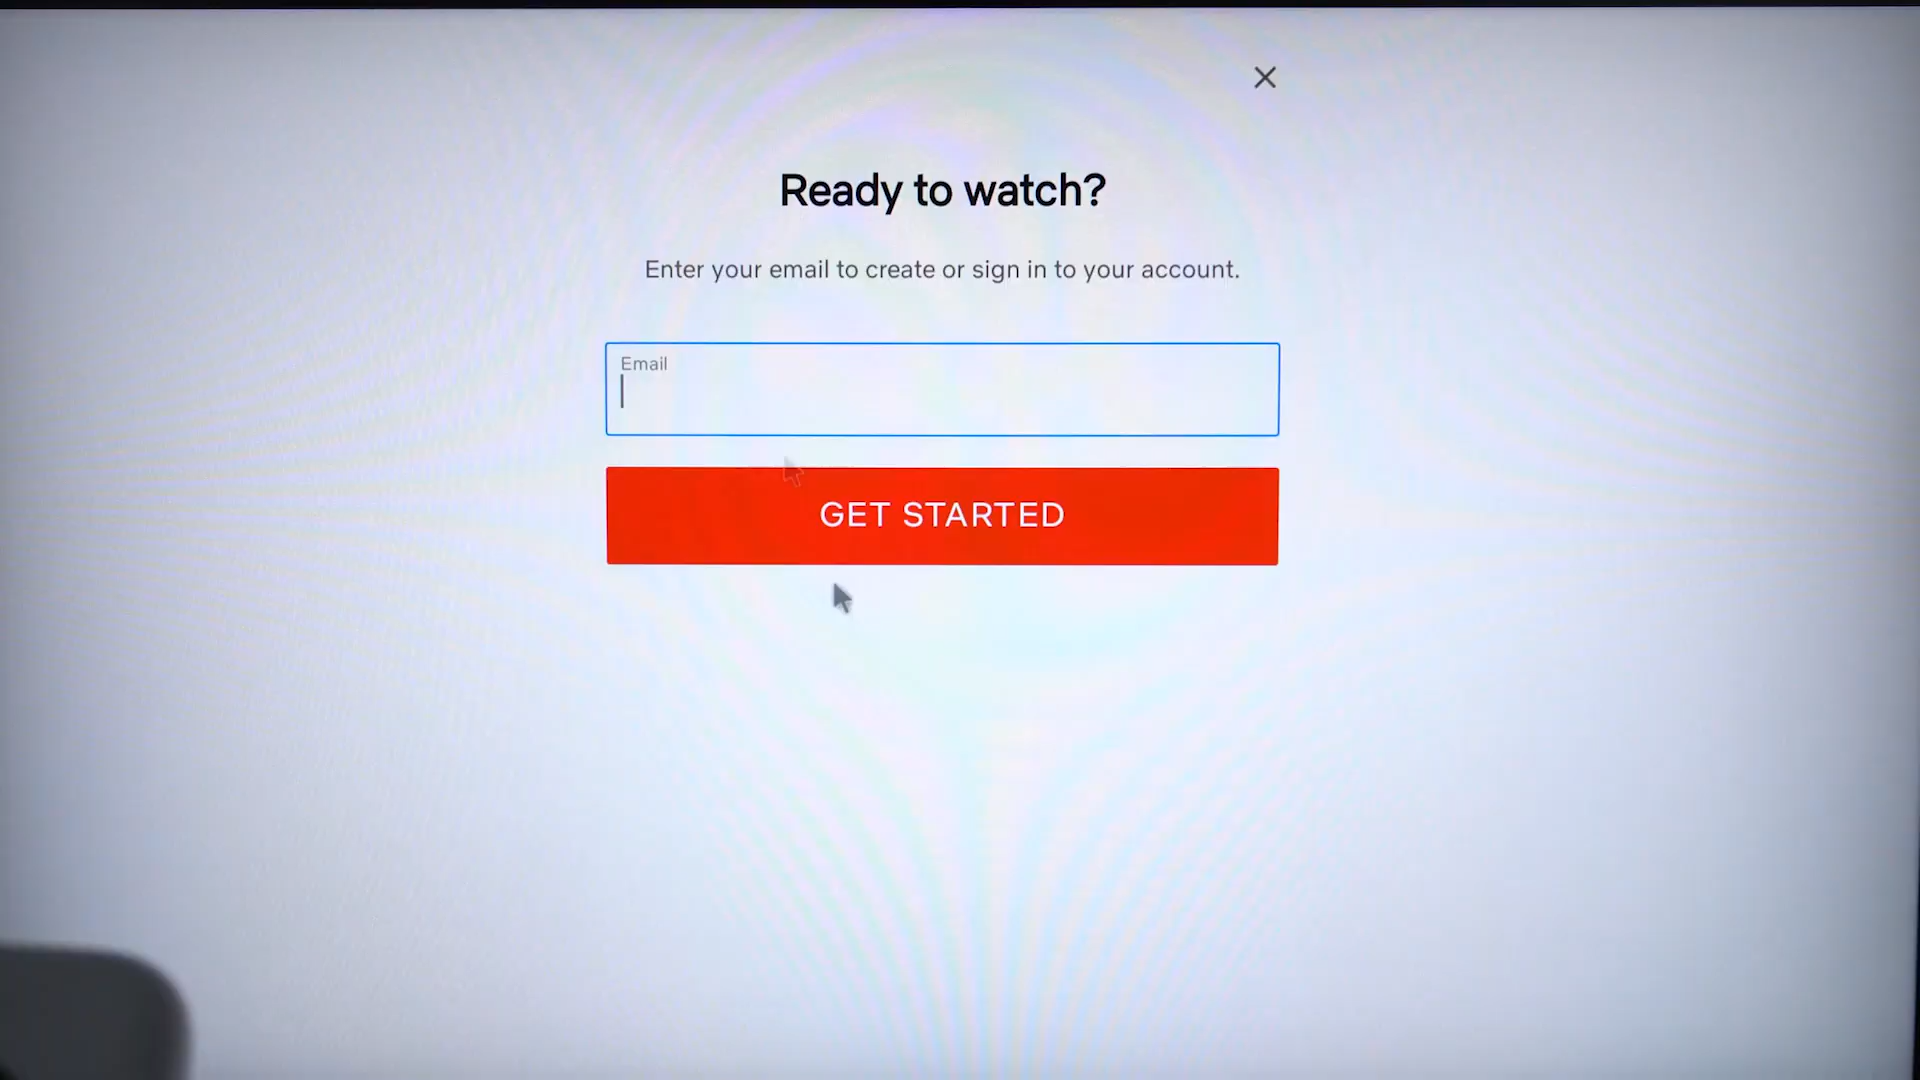 Ready to watch?
Enter your email to create or sign in to your account.
Email
GET STARTED